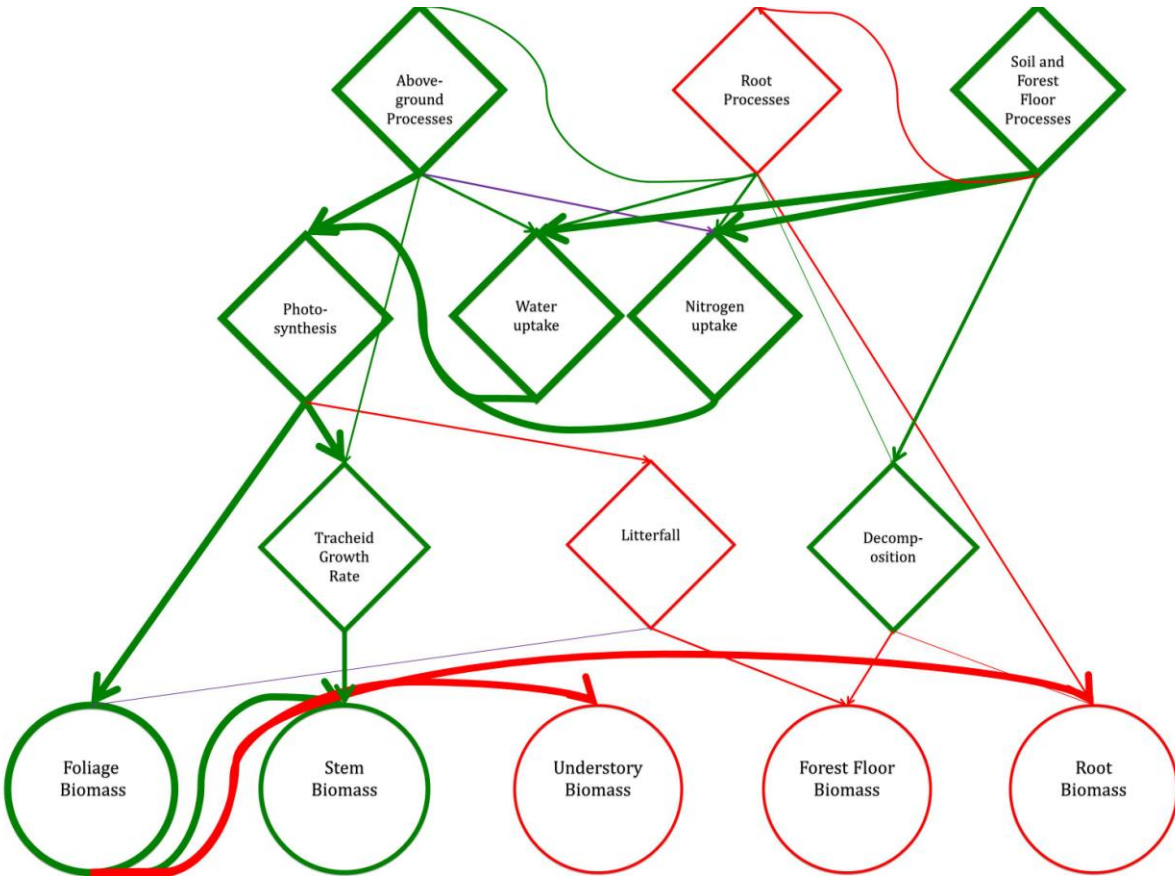 Above-
ground
Processes
Root
Processes
Soil and
Forest
Floor
Processes
Photo-
synthesis
Water
uptake
Nitrogen
uptake
Tracheid
Growth
Rate
Litterfall
Decomp-
osition
Foliage
Biomass
Stem
Biomass
Understory
Biomass
Forest Floor
Biomass
Root
Biomass